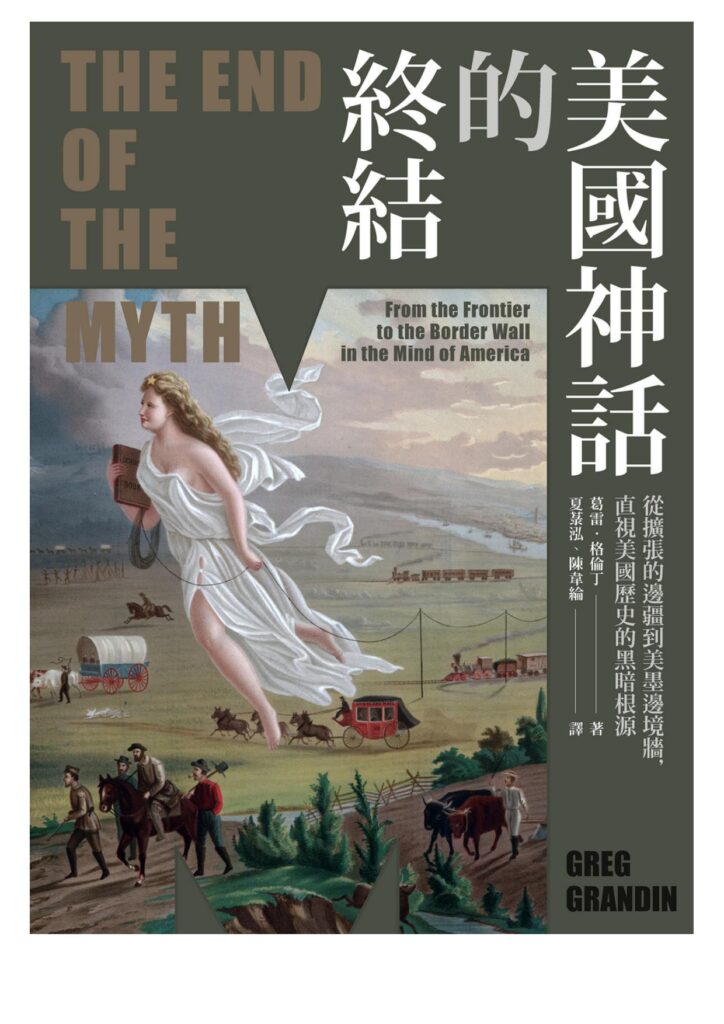 THE END
OF
THE
MYTH
美國神話
的
終結
From the Frontier
to the Border Wall
in the Mind of America
從擴張的邊疆到美墨邊境牆，
直視美國歷史的黑暗根源
葛雷·格倫丁 著
夏菉泓、陳韋綸 譯
GREG
GRANDIN